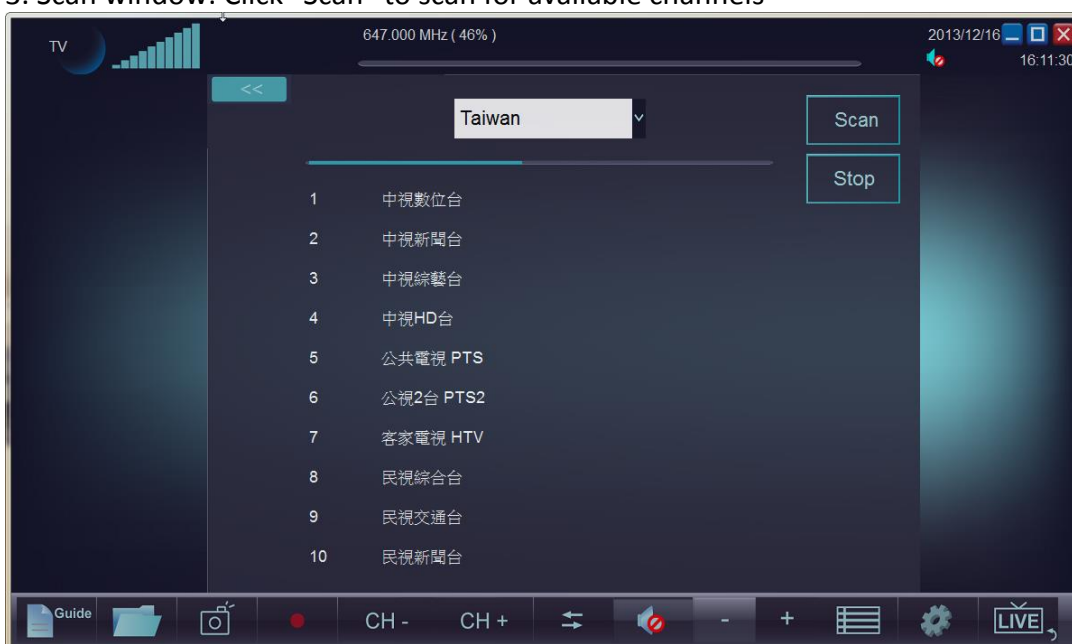 3. Scan window: Click "Scan" to scan for available channels
TV
647.000 MHz ( 46% )
2013/12/16
16:11:30
<<
Taiwan
Scan
Stop
1 中視數位台
2 中視新聞台
3 中視綜藝台
4 中視HD台
5 公共電視 PTS
6 公視2台 PTS2
7 客家電視 HTV
8 民視綜合台
9 民視交通台
10 民視新聞台
Guide
CH -
CH +
-
+
LIVE